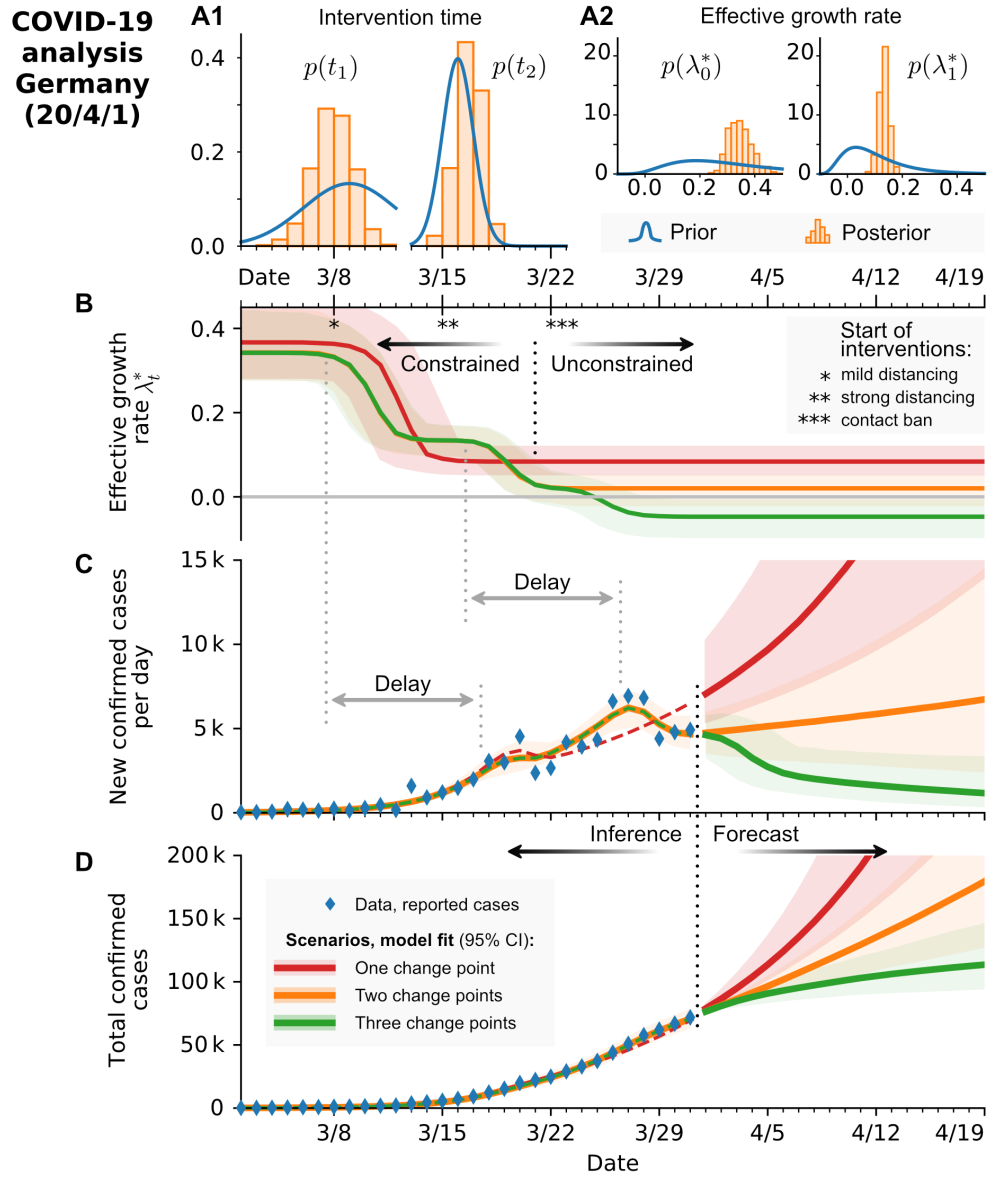 COVID-19
analysis
Germany
(20/4/1)
A1
Intervention time
p(t₁)
p(t₂)
0.4
0.2
0.0
A2
Effective growth rate
p(λ₀*)
p(λ₁*)
20
10
0
0.0 0.2 0.4
20
10
0
0.0 0.2 0.4
Prior
Posterior
Date 3/8 3/15 3/22 3/29 4/5 4/12 4/19
B
Effective growth
rate λₜ*
0.4
0.2
0.0
* ** ***
Constrained
Unconstrained
Start of
interventions:
* mild distancing
** strong distancing
*** contact ban
C
New confirmed cases
per day
15 k
10 k
5 k
0
Delay
Delay
Inference
Forecast
D
Total confirmed
cases
200 k
150 k
100 k
50 k
0
Data, reported cases
Scenarios, model fit (95% CI):
One change point
Two change points
Three change points
3/8 3/15 3/22 3/29 4/5 4/12 4/19
Date